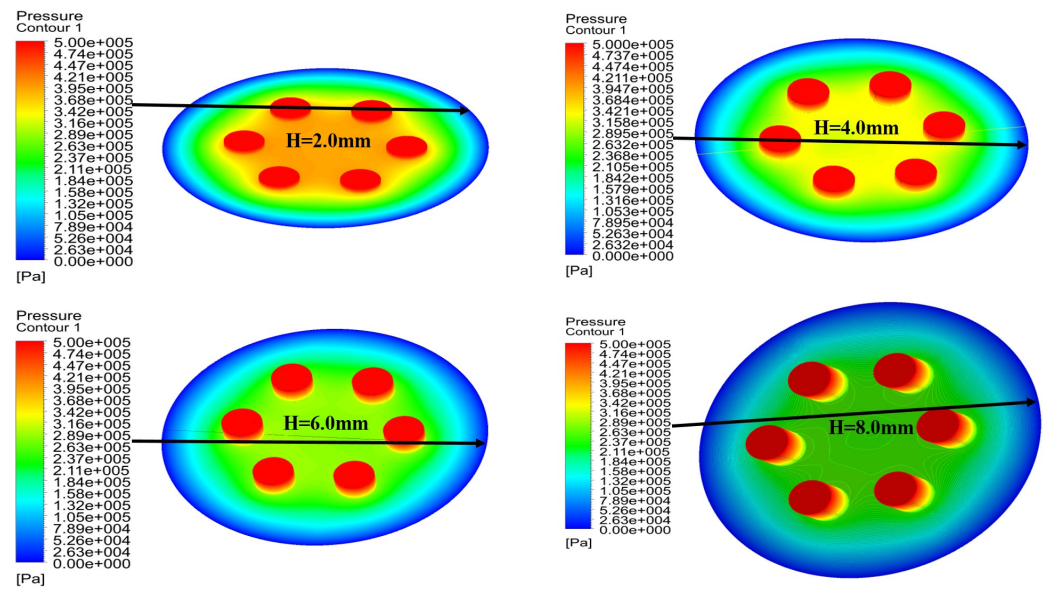 Pressure
Contour 1
5.00e+005
4.74e+005
4.47e+005
4.21e+005
3.95e+005
3.68e+005
3.42e+005
3.16e+005
2.89e+005
2.63e+005
2.37e+005
2.11e+005
1.84e+005
1.58e+005
1.32e+005
1.05e+005
7.89e+004
5.26e+004
2.63e+004
0.00e+000
[Pa]
H=2.0mm
Pressure
Contour 1
5.000e+005
4.737e+005
4.474e+005
4.211e+005
3.947e+005
3.684e+005
3.421e+005
3.158e+005
2.895e+005
2.632e+005
2.368e+005
2.105e+005
1.842e+005
1.579e+005
1.316e+005
1.053e+005
7.895e+004
5.263e+004
2.632e+004
0.000e+000
[Pa]
H=4.0mm
Pressure
Contour 1
5.00e+005
4.74e+005
4.47e+005
4.21e+005
3.95e+005
3.68e+005
3.42e+005
3.16e+005
2.89e+005
2.63e+005
2.37e+005
2.11e+005
1.84e+005
1.58e+005
1.32e+005
1.05e+005
7.89e+004
5.26e+004
2.63e+004
0.00e+000
[Pa]
H=6.0mm
Pressure
Contour 1
5.00e+005
4.74e+005
4.47e+005
4.21e+005
3.95e+005
3.68e+005
3.42e+005
3.16e+005
2.89e+005
2.63e+005
2.37e+005
2.11e+005
1.84e+005
1.58e+005
1.32e+005
1.05e+005
7.89e+004
5.26e+004
2.63e+004
0.00e+000
[Pa]
H=8.0mm